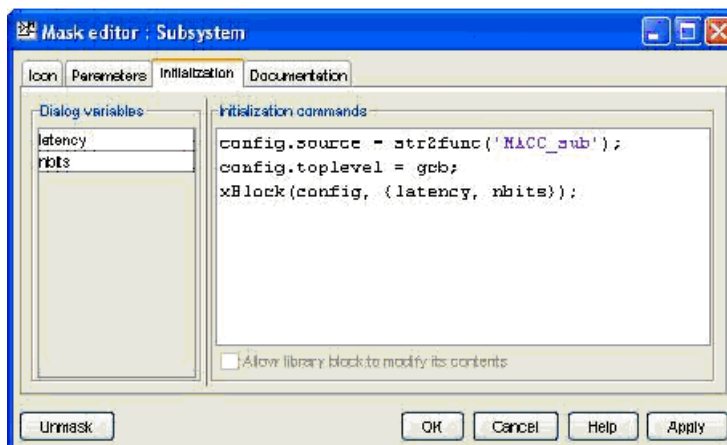 Mask editor : Subsystem
Icon Parameters Initialization Documentation
Dialog variables
latency
nbits
Initialization commands
config.source = str2func('MACC_sub');
config.toplevel = gcb;
xBlock(config, {latency, nbits});
Allow library block to modify its contents
Unmask OK Cancel Help Apply